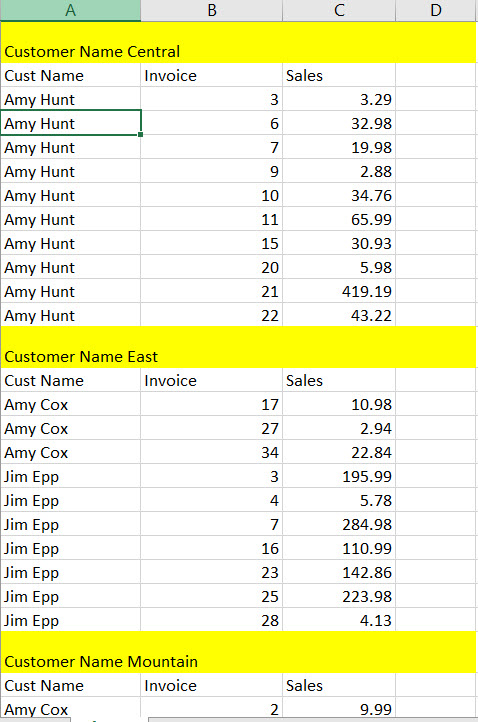 A B C D
Customer Name Central
Cust Name Invoice Sales
Amy Hunt 3 3.29
Amy Hunt 6 32.98
Amy Hunt 7 19.98
Amy Hunt 9 2.88
Amy Hunt 10 34.76
Amy Hunt 11 65.99
Amy Hunt 15 30.93
Amy Hunt 20 5.98
Amy Hunt 21 419.19
Amy Hunt 22 43.22
Customer Name East
Cust Name Invoice Sales
Amy Cox 17 10.98
Amy Cox 27 2.94
Amy Cox 34 22.84
Jim Epp 3 195.99
Jim Epp 4 5.78
Jim Epp 7 284.98
Jim Epp 16 110.99
Jim Epp 23 142.86
Jim Epp 25 223.98
Jim Epp 28 4.13
Customer Name Mountain
Cust Name Invoice Sales
Amy Cox 2 9.99